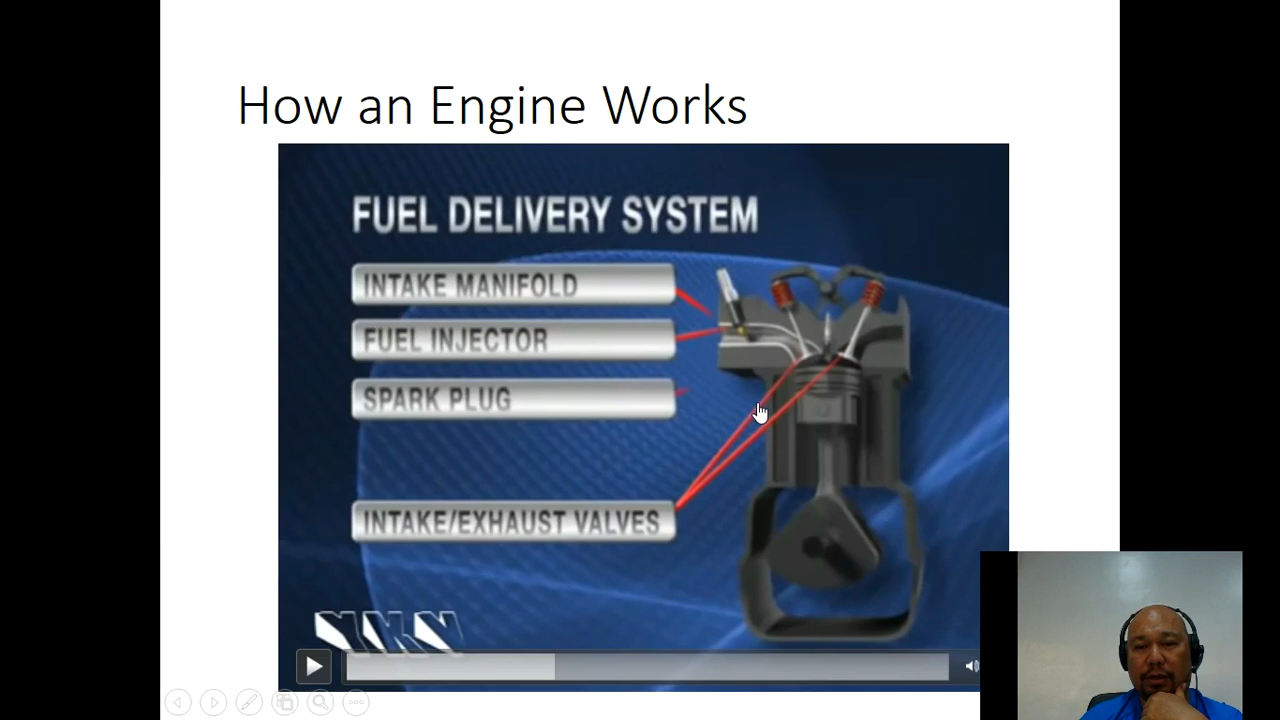 How an Engine Works
FUEL DELIVERY SYSTEM
INTAKE MANIFOLD
FUEL INJECTOR
SPARK PLUG
INTAKE/EXHAUST VALVES